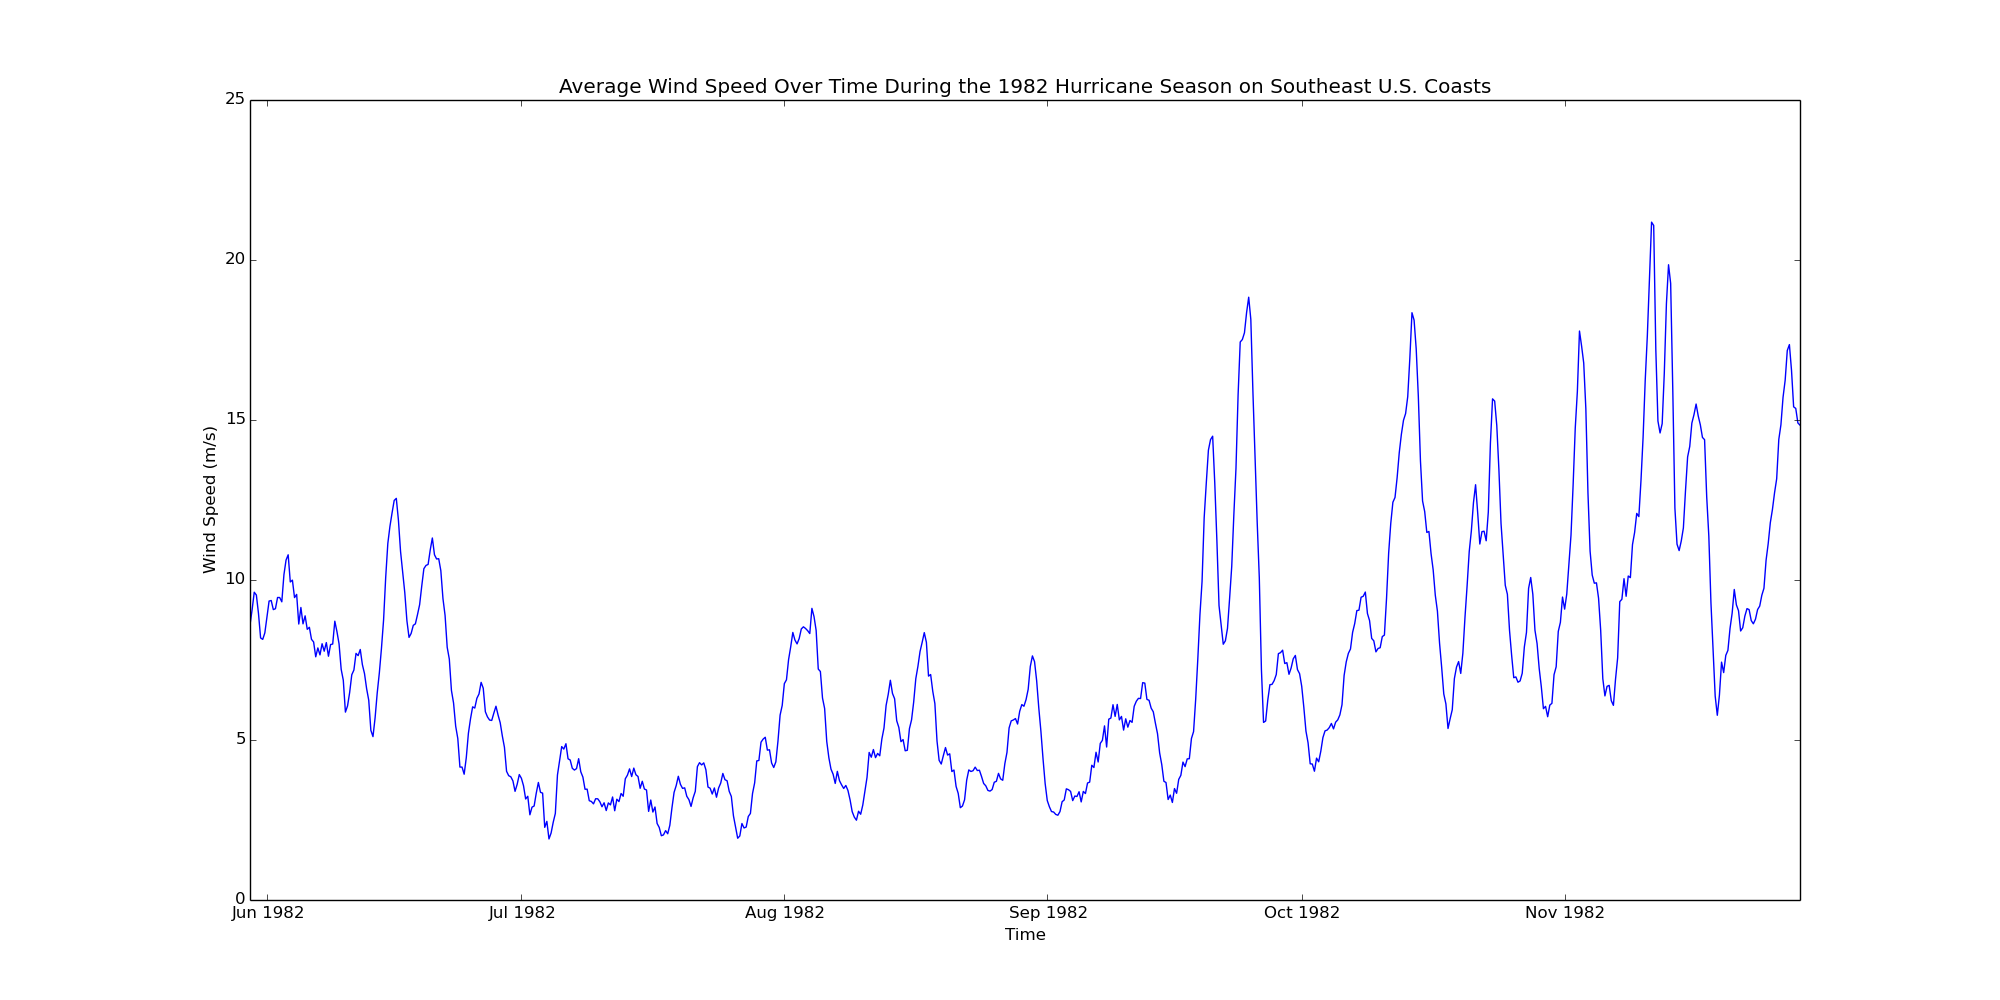 Average Wind Speed Over Time During the 1982 Hurricane Season on Southeast U.S. Coasts
25
20
15
10
5
0
Wind Speed (m/s)
Jun 1982 Jul 1982 Aug 1982 Sep 1982 Oct 1982 Nov 1982
Time